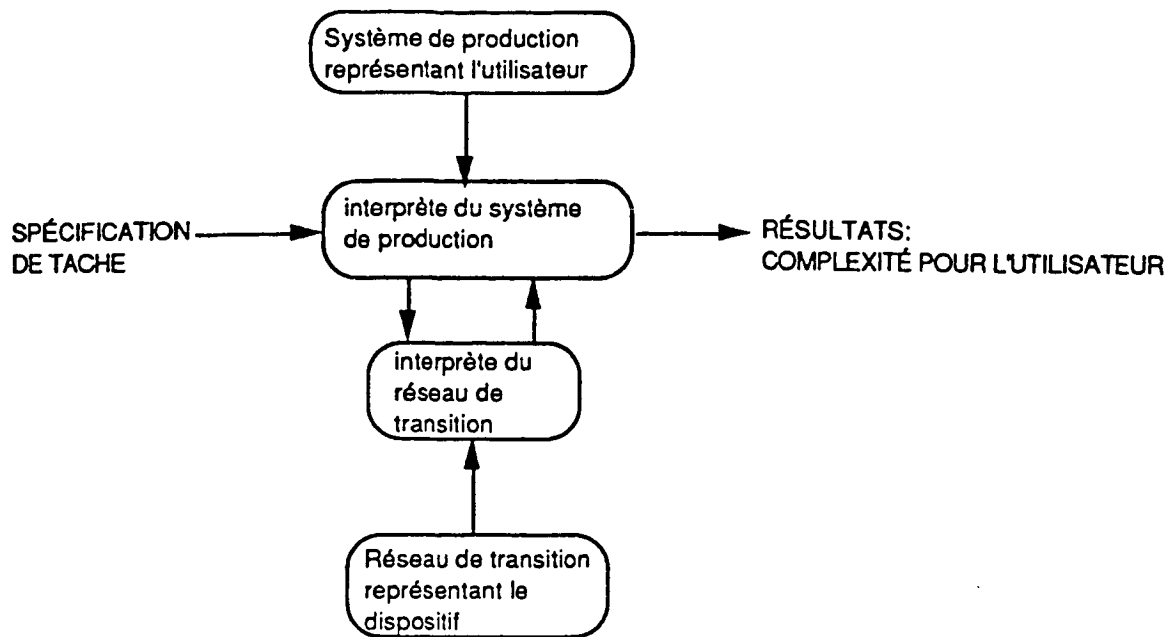 Système de production
représentant l'utilisateur
interprète du système
de production
SPÉCIFICATION
DE TACHE
RÉSULTATS:
COMPLEXITÉ POUR L'UTILISATEUR
interprète du
réseau de
transition
Réseau de transition
représentant le
dispositif